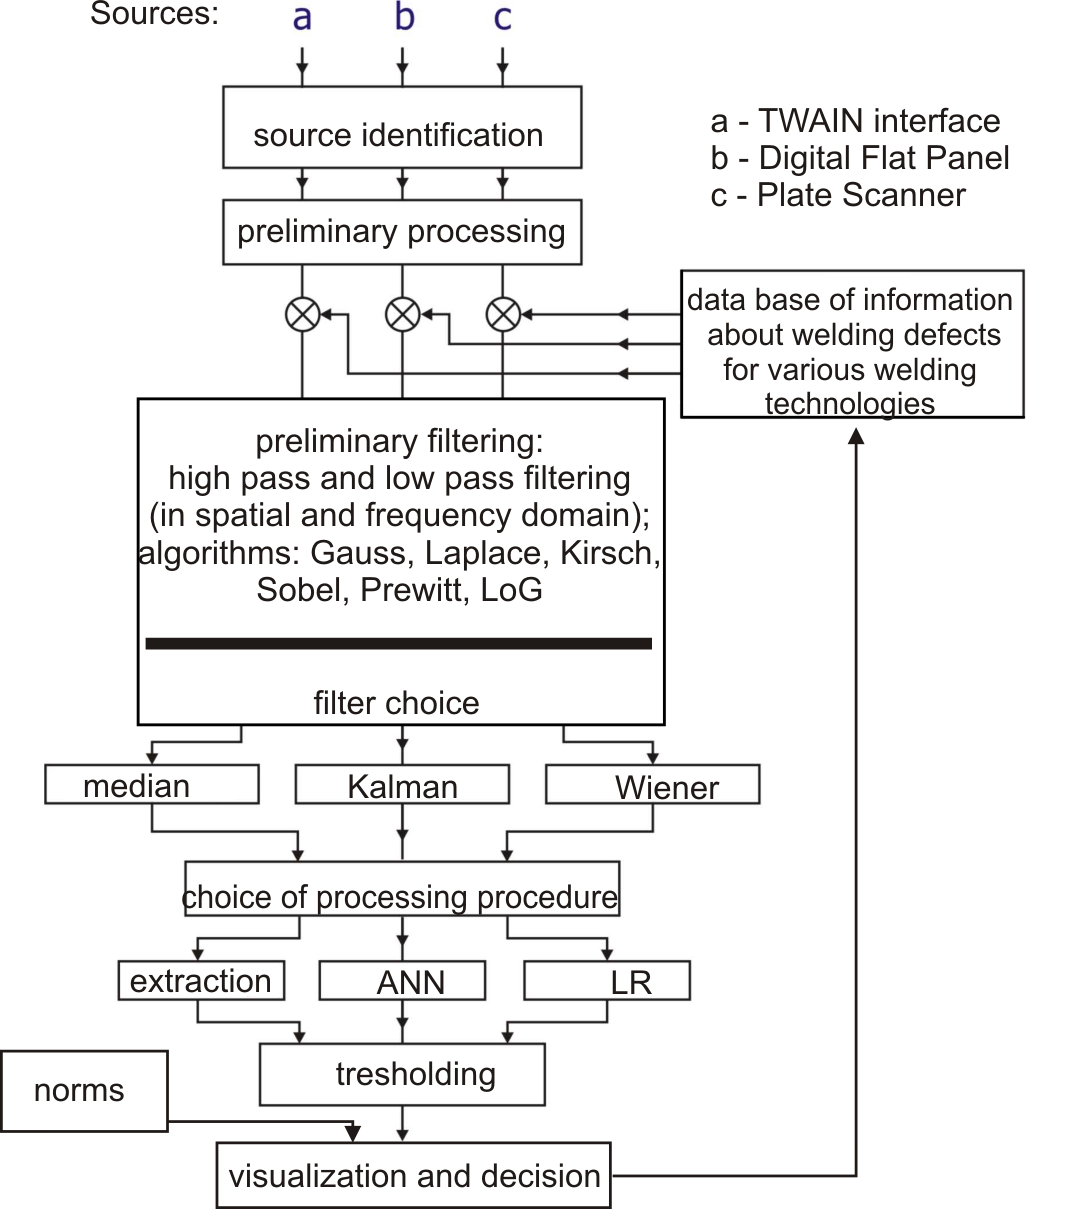 Sources:
a
b
c
source identification
a - TWAIN interface
b - Digital Flat Panel
c - Plate Scanner
preliminary processing
data base of information
about welding defects
for various welding
technologies
preliminary filtering:
high pass and low pass filtering
(in spatial and frequency domain);
algorithms: Gauss, Laplace, Kirsch,
Sobel, Prewitt, LoG
filter choice
median
Kalman
Wiener
choice of processing procedure
extraction
ANN
LR
tresholding
norms
visualization and decision